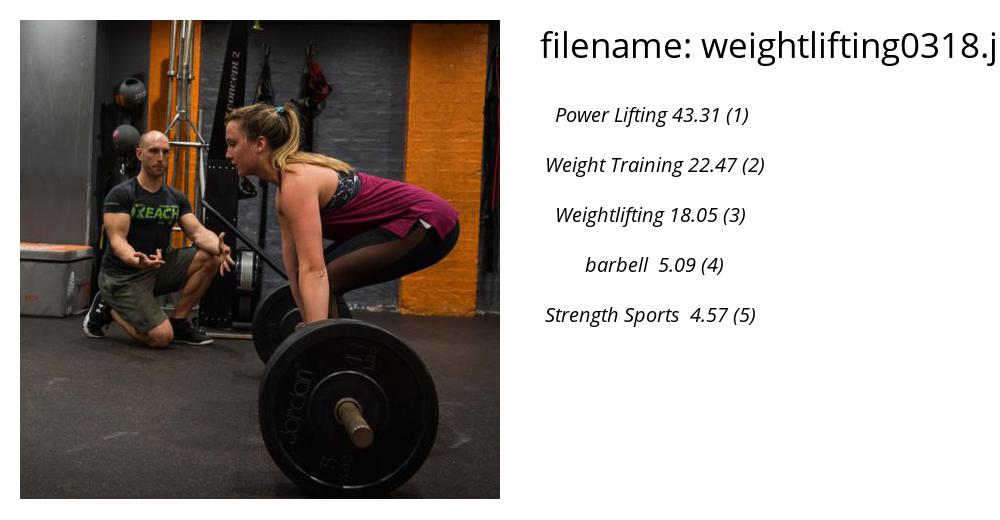 filename: weightlifting0318.j
Power Lifting 43.31 (1)
Weight Training 22.47 (2)
Weightlifting 18.05 (3)
barbell 5.09 (4)
Strength Sports 4.57 (5)
concept 2
REACH
Jordan